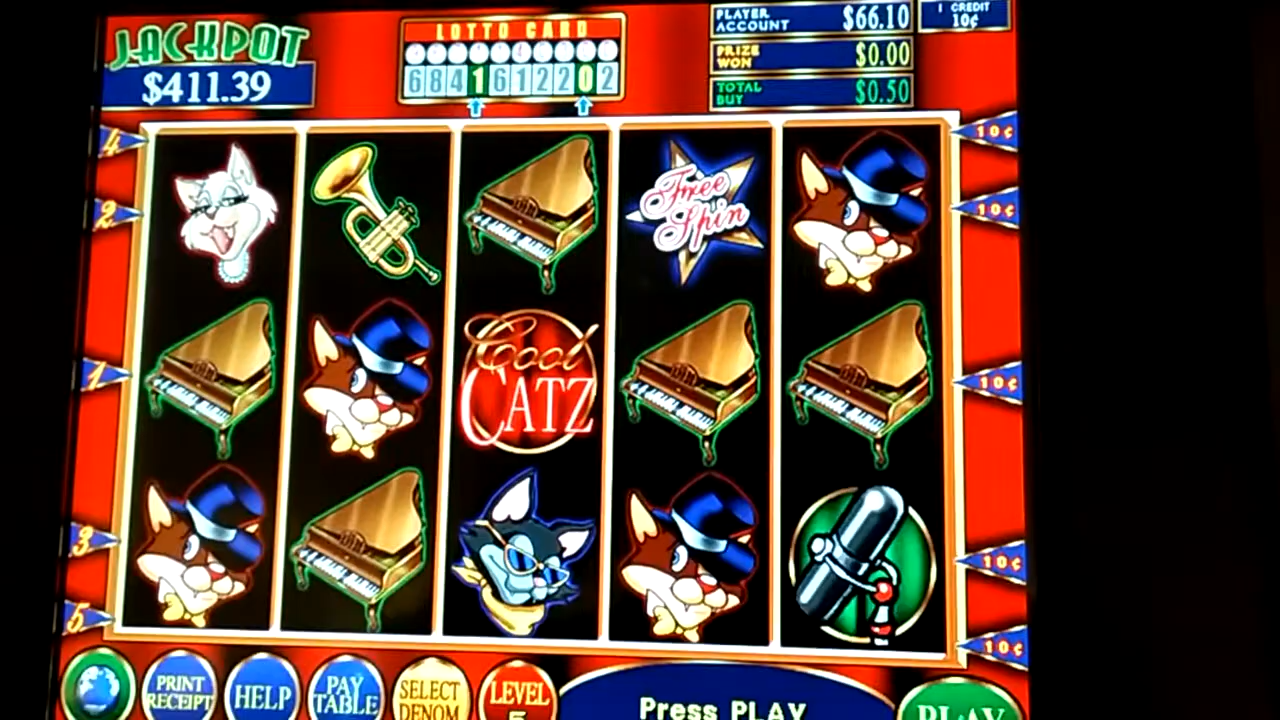 JACKPOT
$411.39
LOTTO CARD
6841612202
PLAYER ACCOUNT $66.10
PRIZE WON $0.00
TOTAL BUY $0.50
1 CREDIT
10¢
4
2
1
3
5
10¢
10¢
10¢
10¢
10¢
Free
Spin
Cool
CATZ
PRINT
RECEIPT
HELP
PAY
TABLE
SELECT
DENOM
LEVEL
5
Press PLAY
PLAY